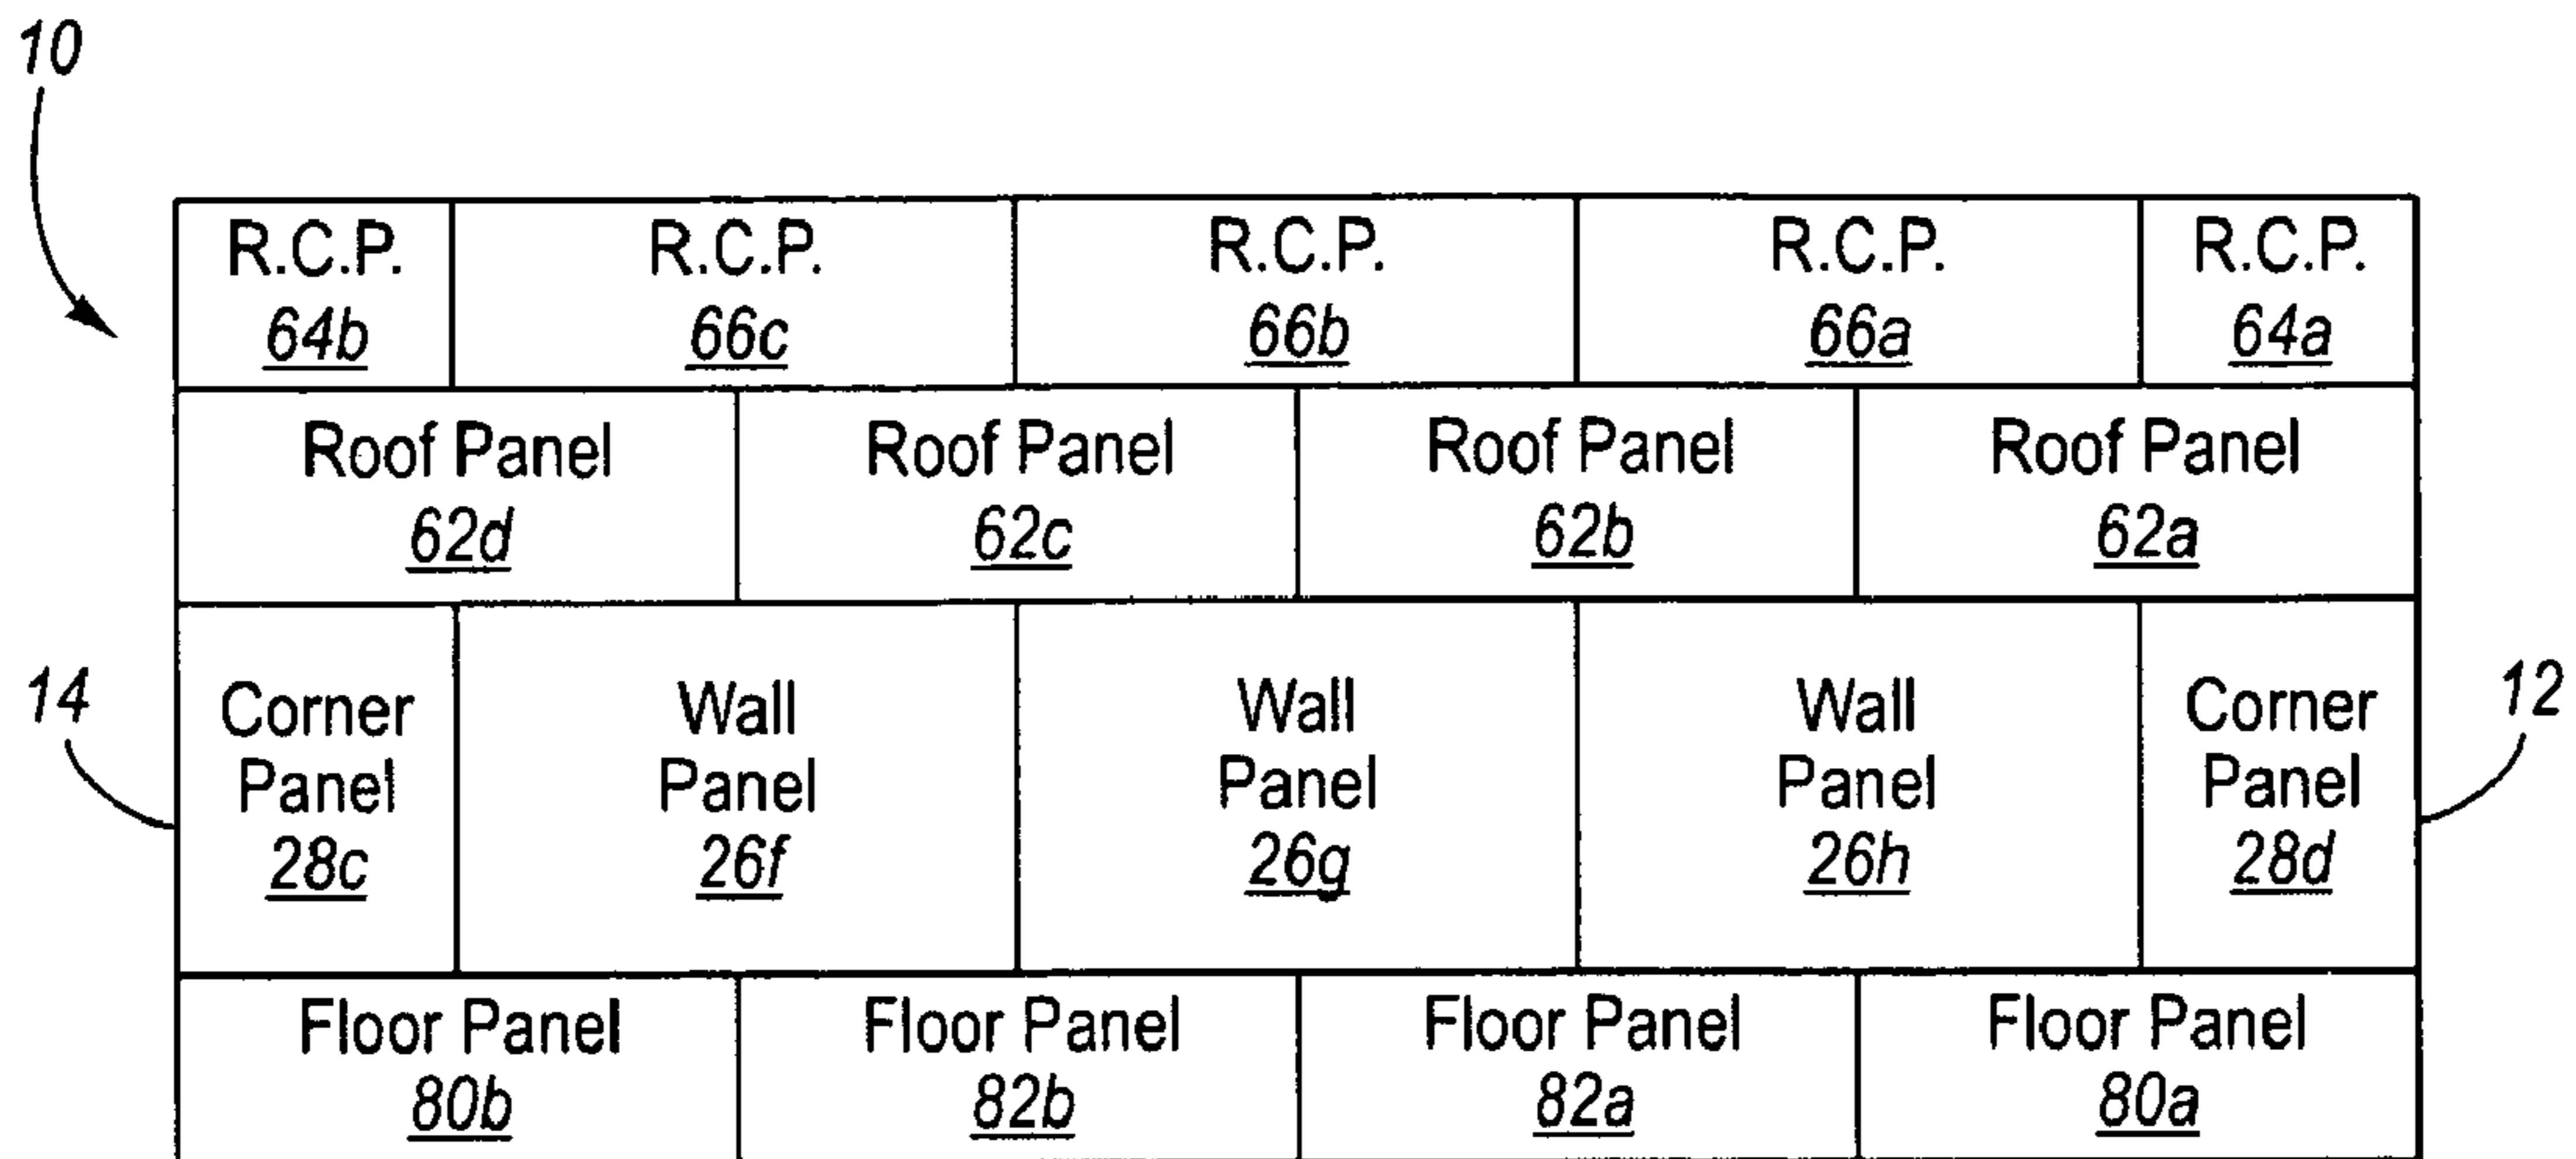 10
R.C.P. R.C.P. R.C.P. R.C.P. R.C.P.
64b 66c 66b 66a 64a
Roof Panel Roof Panel Roof Panel Roof Panel
62d 62c 62b 62a
14 Corner Panel 28c
Wall Panel 26f
Wall Panel 26g
Wall Panel 26h
Corner Panel 28d 12
Floor Panel Floor Panel Floor Panel Floor Panel
80b 82b 82a 80a